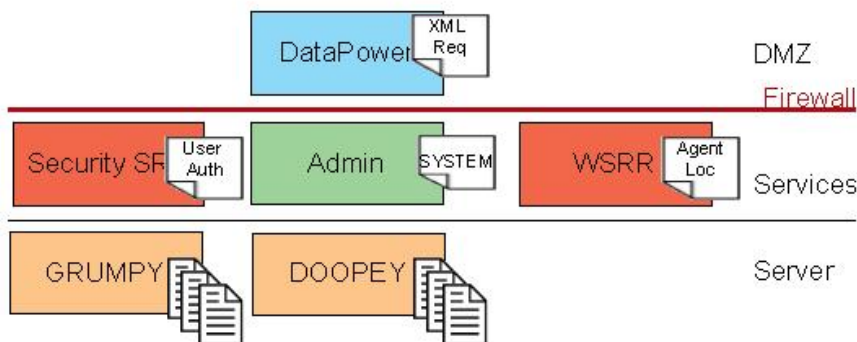 DataPower
XML
Req
DMZ
Firewall
Security SR
User
Auth
Admin
SYSTEM
WSRR
Agent
Loc
Services
GRUMPY
DOOPEY
Server